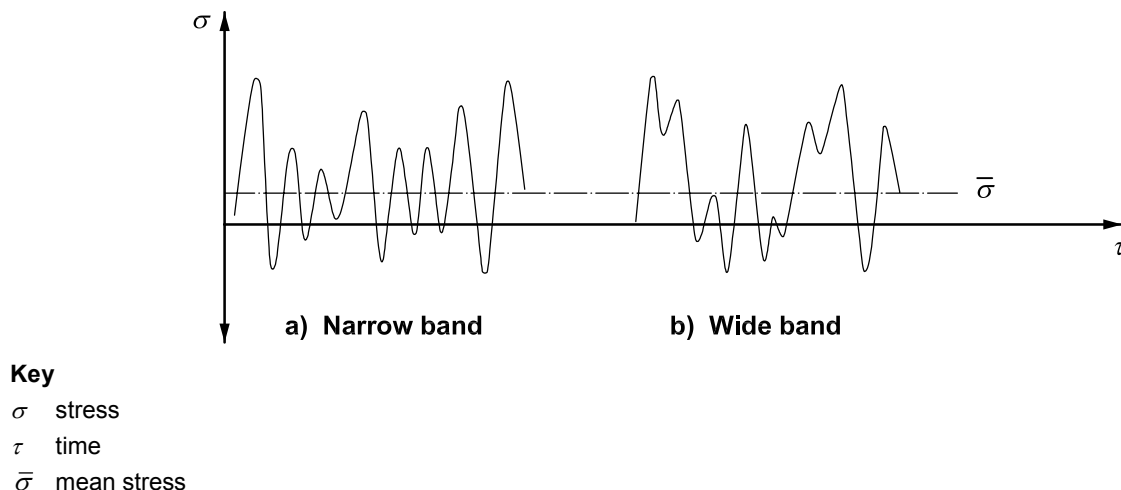 σ
σ̅
τ
a) Narrow band
b) Wide band
Key
σ stress
τ time
σ̅ mean stress